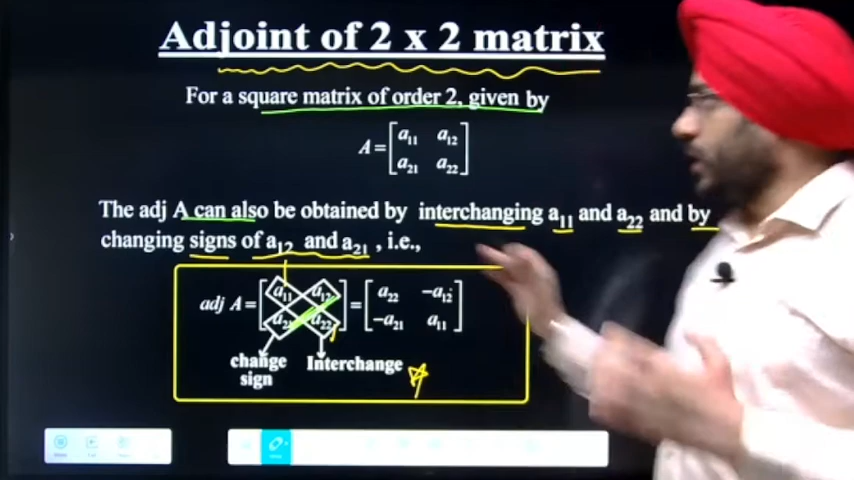 Adjoint of 2 x 2 matrix
For a square matrix of order 2, given by
A = [a₁₁ a₁₂
a₂₁ a₂₂]
The adj A can also be obtained by interchanging a₁₁ and a₂₂ and by
changing signs of a₁₂ and a₂₁ , i.e.,
adj A = [a₁₁ a₁₂ = [a₂₂ -a₁₂
a₂₁ a₂₂] -a₂₁ a₁₁]
change Interchange
sign